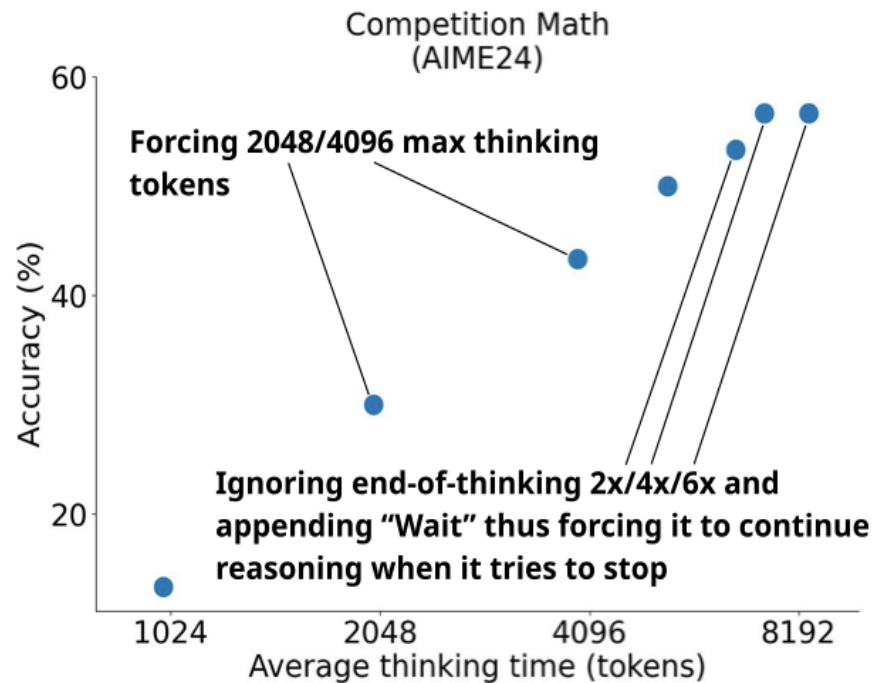 Competition Math
(AIME24)
60
Forcing 2048/4096 max thinking
tokens
Accuracy (%)
40
Ignoring end-of-thinking 2x/4x/6x and
20
appending “Wait” thus forcing it to continue
reasoning when it tries to stop
1024
2048
4096
8192
Average thinking time (tokens)